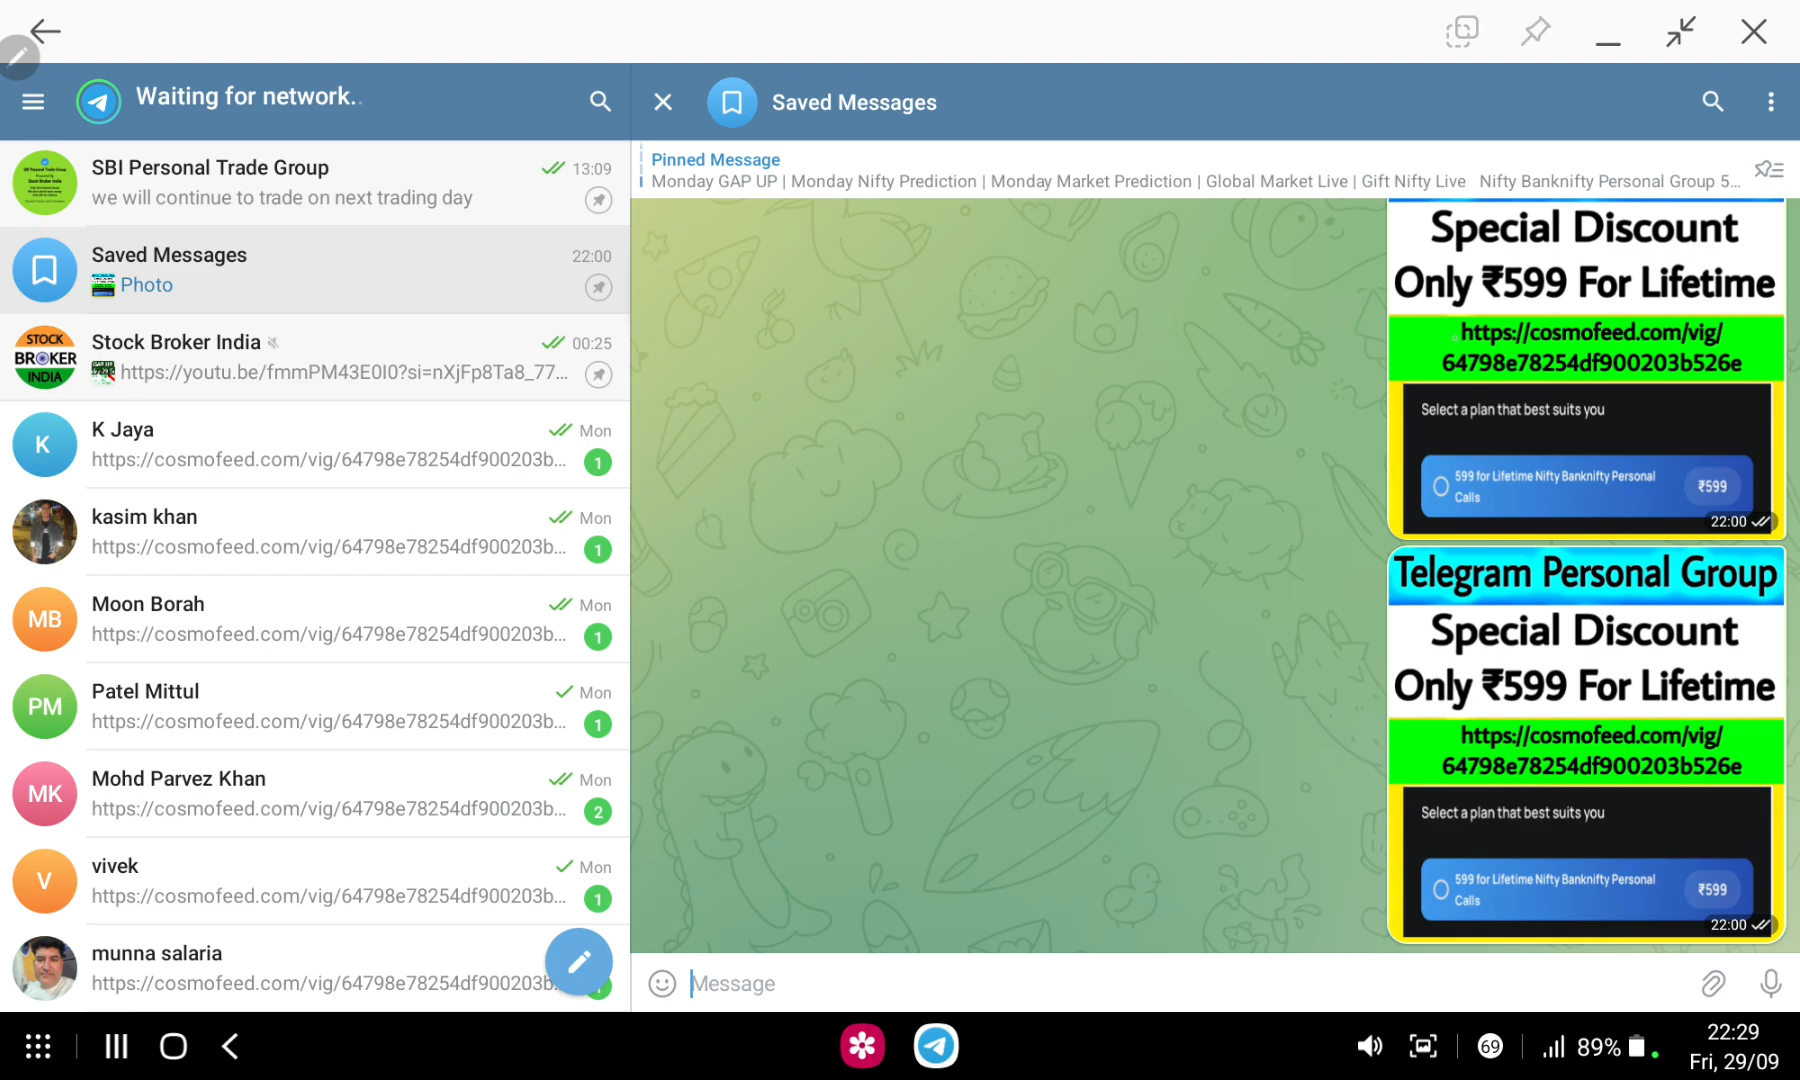 Waiting for network..
Saved Messages
SBI Personal Trade Group
13:09
we will continue to trade on next trading day
Saved Messages
22:00
Photo
STOCK
BROKER
INDIA
Stock Broker India
00:25
https://youtu.be/fmmPM43E0I0?si=nXjFp8Ta8_77...
K
K Jaya
Mon
https://cosmofeed.com/vig/64798e78254df900203b...
1
kasim khan
Mon
https://cosmofeed.com/vig/64798e78254df900203b...
1
MB
Moon Borah
Mon
https://cosmofeed.com/vig/64798e78254df900203b...
1
PM
Patel Mittul
Mon
https://cosmofeed.com/vig/64798e78254df900203b...
1
MK
Mohd Parvez Khan
Mon
https://cosmofeed.com/vig/64798e78254df900203b...
2
V
vivek
Mon
https://cosmofeed.com/vig/64798e78254df900203b...
1
munna salaria
https://cosmofeed.com/vig/64798e78254df900203b...
Pinned Message
Monday GAP UP | Monday Nifty Prediction | Monday Market Prediction | Global Market Live | Gift Nifty Live Nifty Banknifty Personal Group 5...
Special Discount
Only ₹599 For Lifetime
https://cosmofeed.com/vig/
64798e78254df900203b526e
Select a plan that best suits you
599 for Lifetime Nifty Banknifty Personal
Calls
₹599
22:00
Telegram Personal Group
Special Discount
Only ₹599 For Lifetime
https://cosmofeed.com/vig/
64798e78254df900203b526e
Select a plan that best suits you
599 for Lifetime Nifty Banknifty Personal
Calls
₹599
22:00
Message
69
89%
22:29
Fri, 29/09